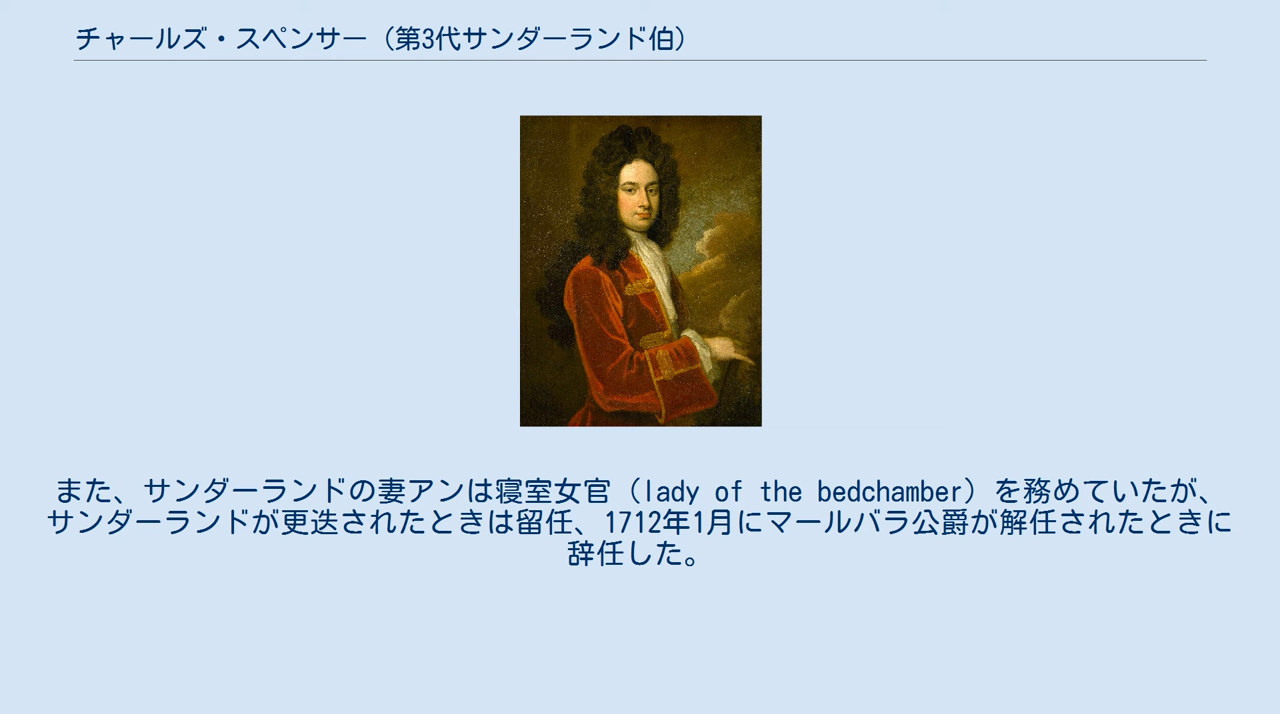 チャールズ・スペンサー（第3代サンダーランド伯）
また、サンダーランドの妻アンは寝室女官（lady of the bedchamber）を務めていたが、
サンダーランドが更迭されたときは留任、1712年1月にマールバラ公爵が解任されたときに
辞任した。